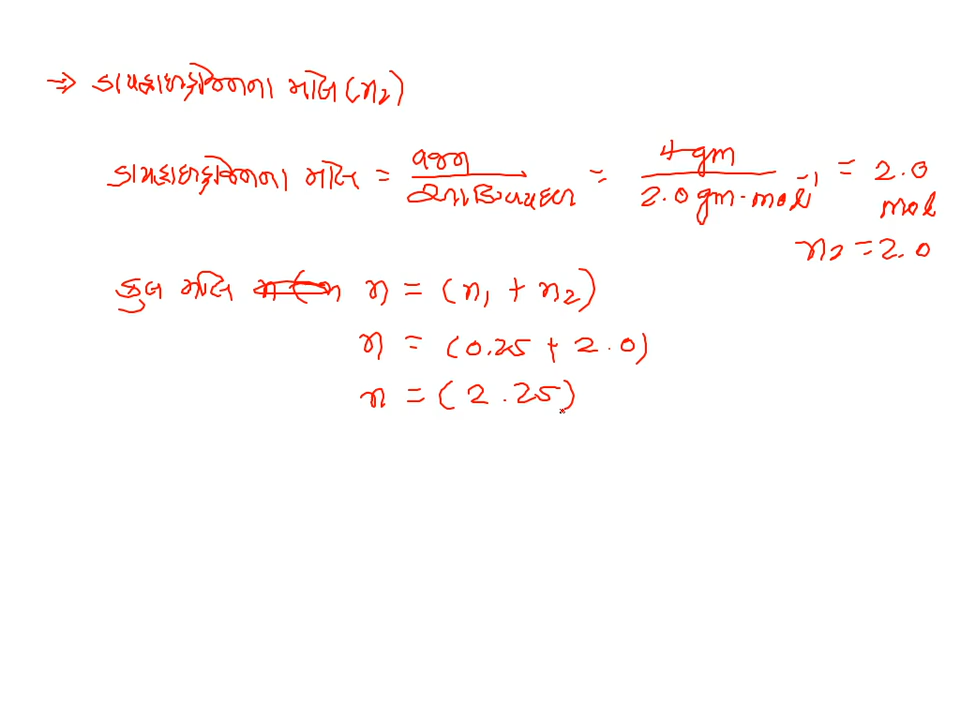 ⇒ ડાયહાઇડ્રોજનના મોલ (n₂)
ડાયહાઇડ્રોજનના મોલ = વજન / આણ્વિયદળ = 4 gm / 2.0 gm·mol⁻¹ = 2.0 mol
n₂ = 2.0
કુલ મોલ n = (n₁ + n₂)
n = (0.25 + 2.0)
n = (2.25)